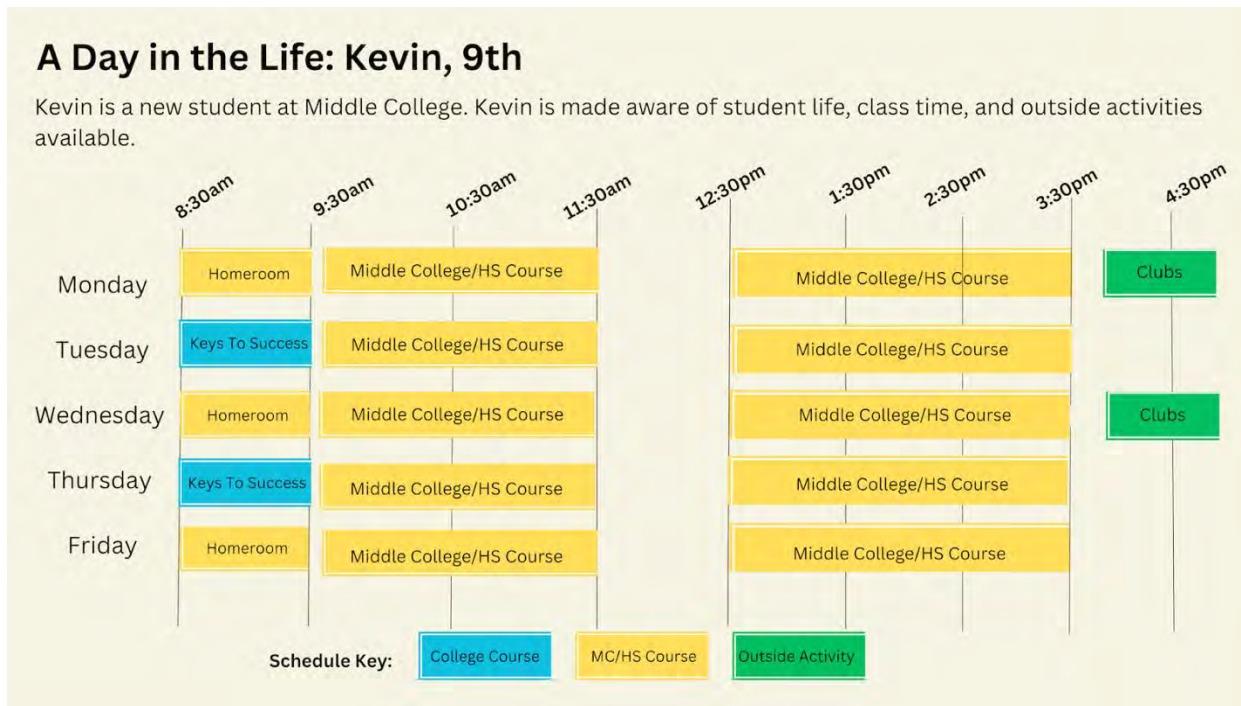 A Day in the Life: Kevin, 9th
Kevin is a new student at Middle College. Kevin is made aware of student life, class time, and outside activities
available.
8:30am
9:30am
10:30am
11:30am
12:30pm
1:30pm
2:30pm
3:30pm
4:30pm
Monday
Homeroom
Middle College/HS Course
Middle College/HS Course
Clubs
Tuesday
Keys To Success
Middle College/HS Course
Middle College/HS Course
Wednesday
Homeroom
Middle College/HS Course
Middle College/HS Course
Clubs
Thursday
Keys To Success
Middle College/HS Course
Middle College/HS Course
Friday
Homeroom
Middle College/HS Course
Middle College/HS Course
Schedule Key:
College Course
MC/HS Course
Outside Activity